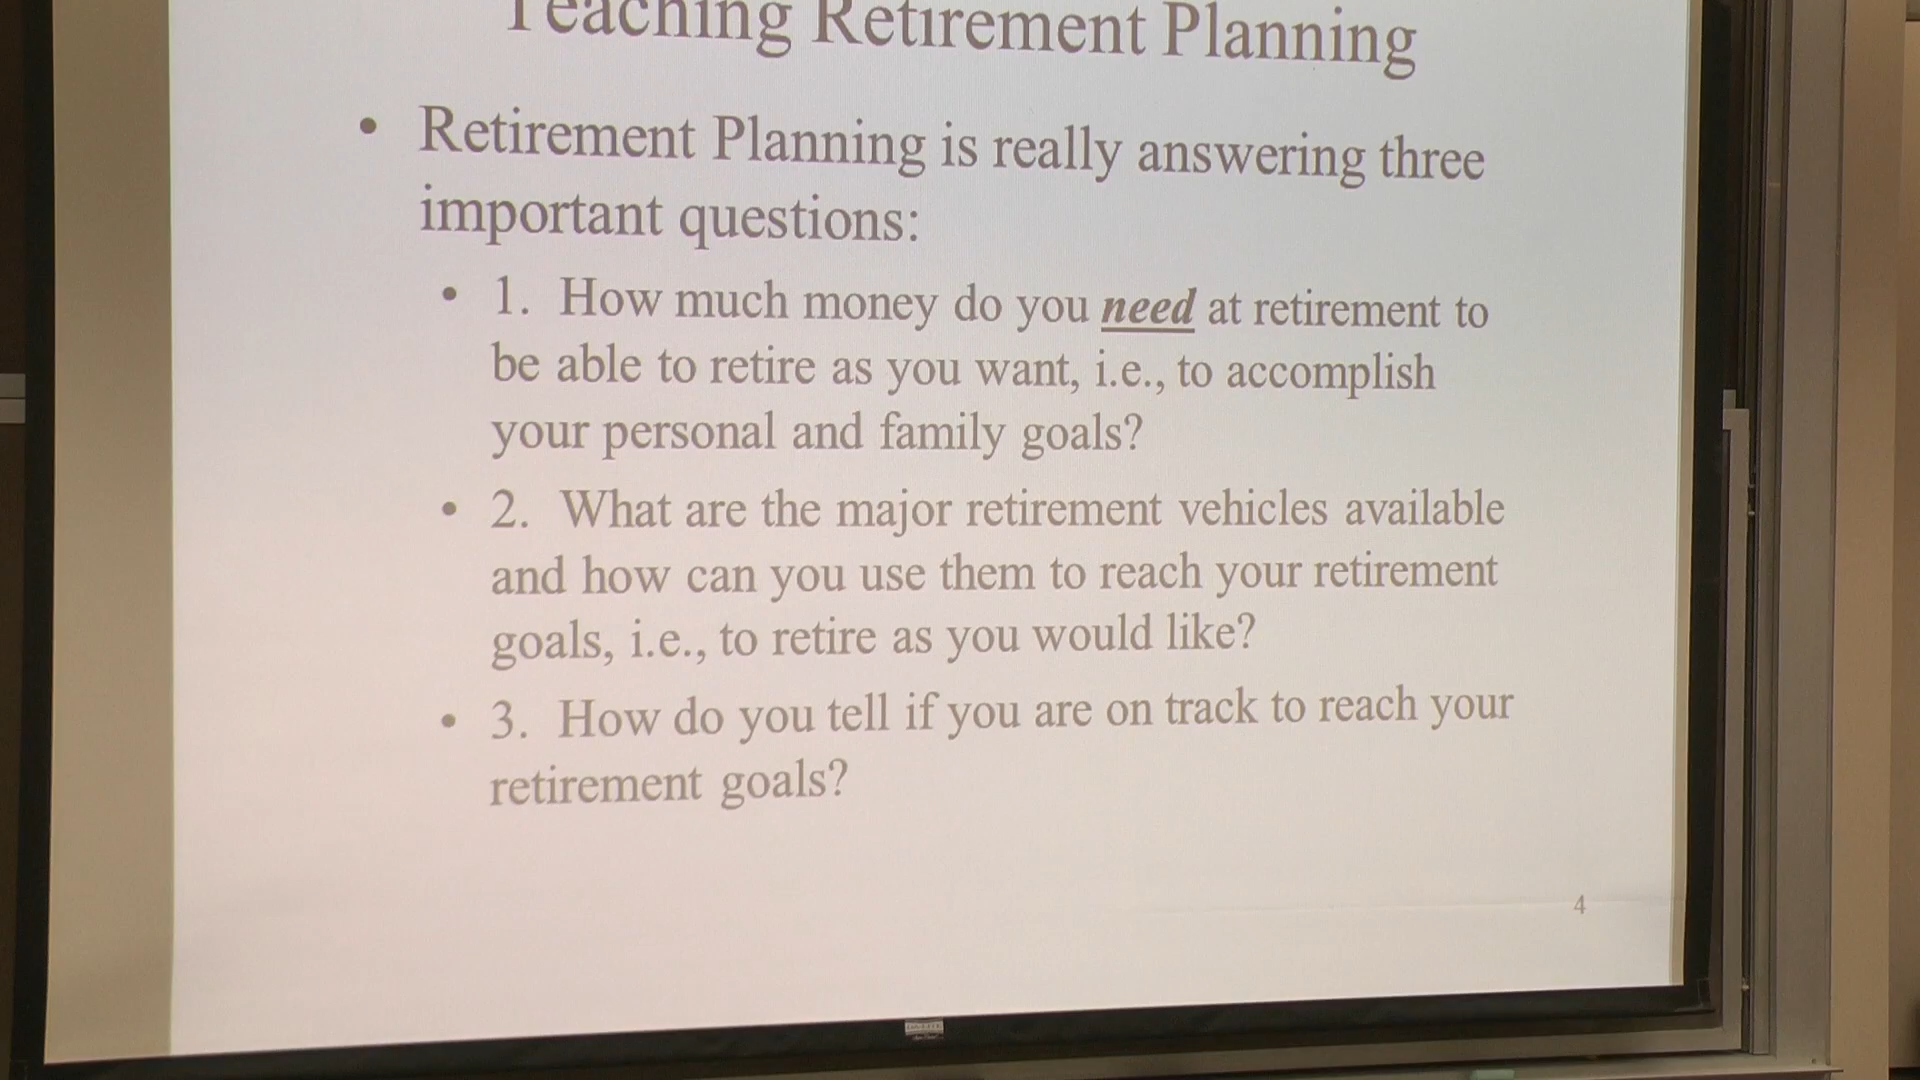 Teaching Retirement Planning
• Retirement Planning is really answering three
important questions:
• 1. How much money do you need at retirement to
be able to retire as you want, i.e., to accomplish
your personal and family goals?
• 2. What are the major retirement vehicles available
and how can you use them to reach your retirement
goals, i.e., to retire as you would like?
• 3. How do you tell if you are on track to reach your
retirement goals?
4